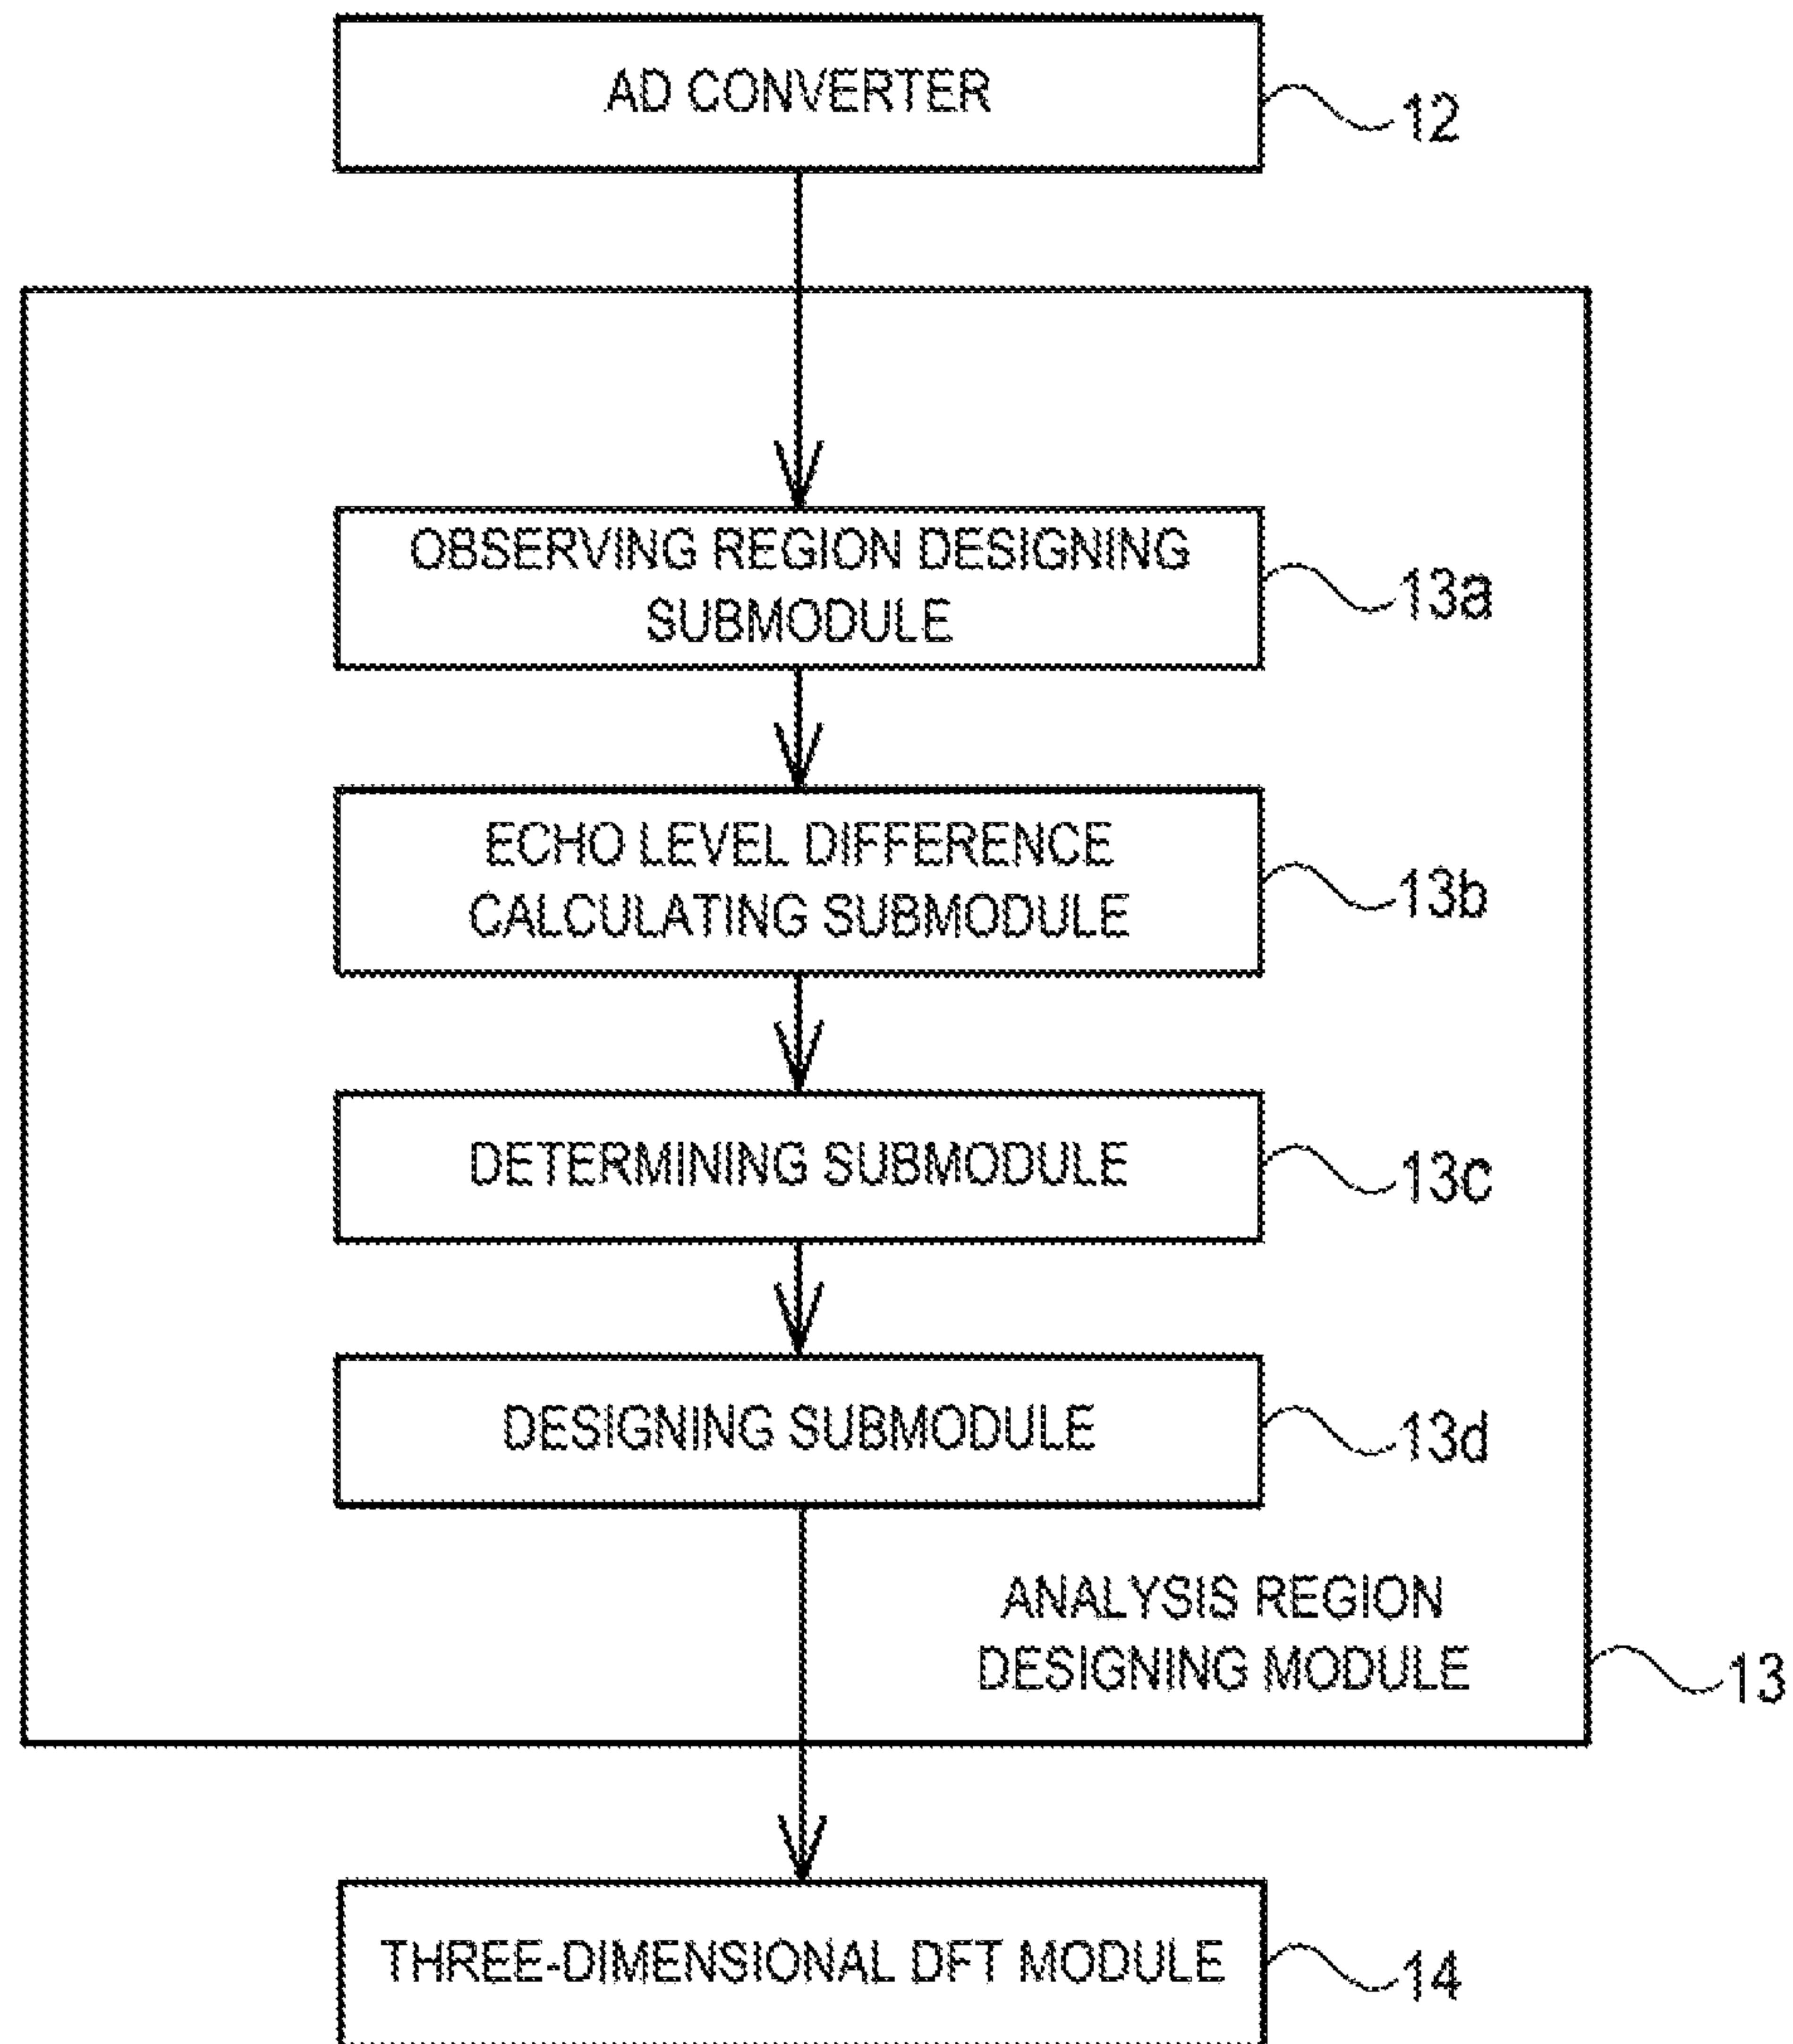 AD CONVERTER
12
OBSERVING REGION DESIGNING
SUBMODULE
13a
ECHO LEVEL DIFFERENCE
CALCULATING SUBMODULE
13b
DETERMINING SUBMODULE
13c
DESIGNING SUBMODULE
13d
ANALYSIS REGION
DESIGNING MODULE
13
THREE-DIMENSIONAL DFT MODULE
14